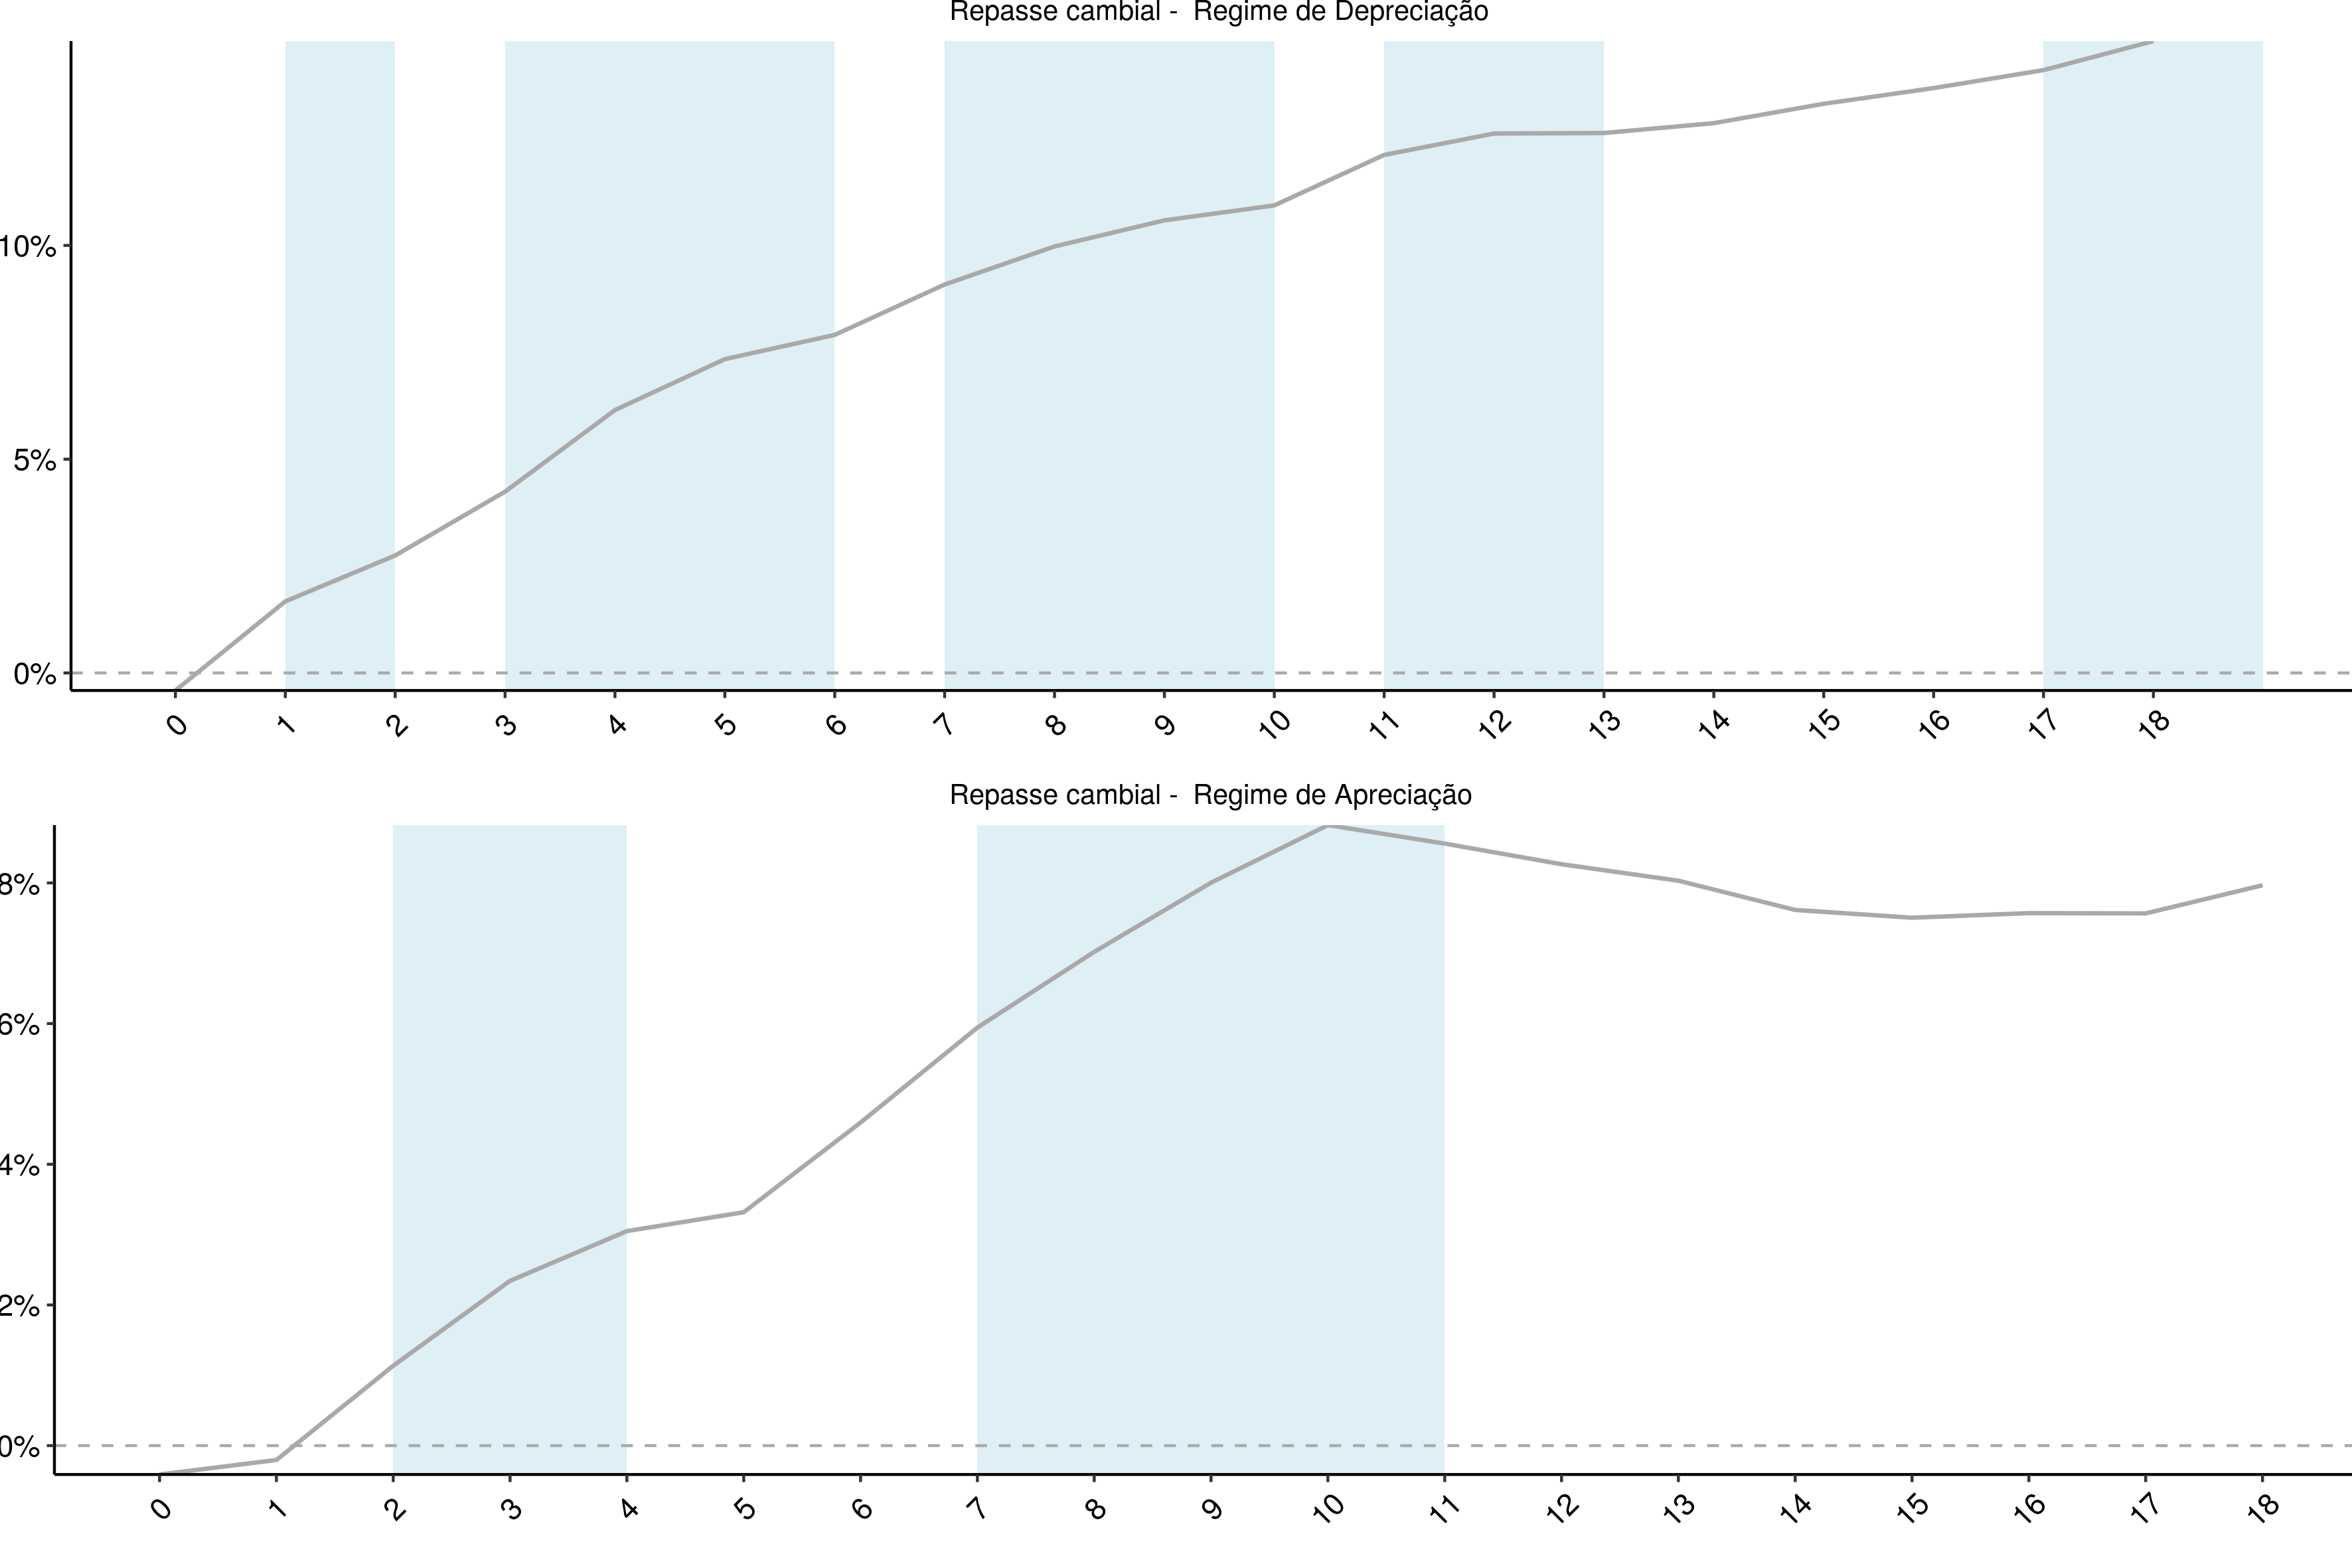 Repasse cambial -  Regime de Depreciação
10%
5%
0%
0 1 2 3 4 5 6 7 8 9 10 11 12 13 14 15 16 17 18
Repasse cambial -  Regime de Apreciação
8%
6%
4%
2%
0%
0 1 2 3 4 5 6 7 8 9 10 11 12 13 14 15 16 17 18